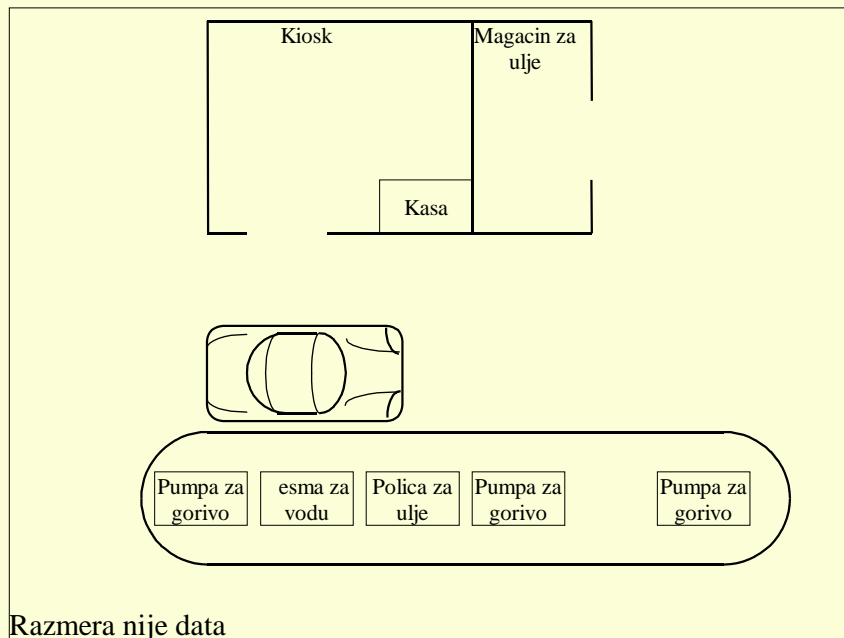 Kiosk
Magacin za
ulje
Kasa
Pumpa za
gorivo
esma za
vodu
Polica za
ulje
Pumpa za
gorivo
Pumpa za
gorivo
Razmera nije data